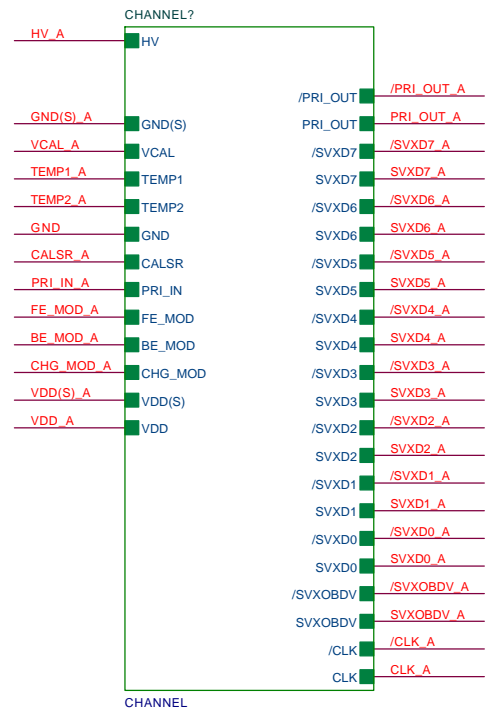 CHANNEL?
HV_A
HV
/PRI_OUT
/PRI_OUT_A
GND(S)_A
GND(S)
PRI_OUT
PRI_OUT_A
VCAL_A
VCAL
/SVXD7
/SVXD7_A
TEMP1_A
TEMP1
SVXD7
SVXD7_A
TEMP2_A
TEMP2
/SVXD6
/SVXD6_A
GND
GND
SVXD6
SVXD6_A
CALSR_A
CALSR
/SVXD5
/SVXD5_A
PRI_IN_A
PRI_IN
SVXD5
SVXD5_A
FE_MOD_A
FE_MOD
/SVXD4
/SVXD4_A
BE_MOD_A
BE_MOD
SVXD4
SVXD4_A
CHG_MOD_A
CHG_MOD
/SVXD3
/SVXD3_A
VDD(S)_A
VDD(S)
SVXD3
SVXD3_A
VDD_A
VDD
/SVXD2
/SVXD2_A
SVXD2
SVXD2_A
/SVXD1
/SVXD1_A
SVXD1
SVXD1_A
/SVXD0
/SVXD0_A
SVXD0
SVXD0_A
/SVXOBDV
/SVXOBDV_A
SVXOBDV
SVXOBDV_A
/CLK
/CLK_A
CLK
CLK_A
CHANNEL